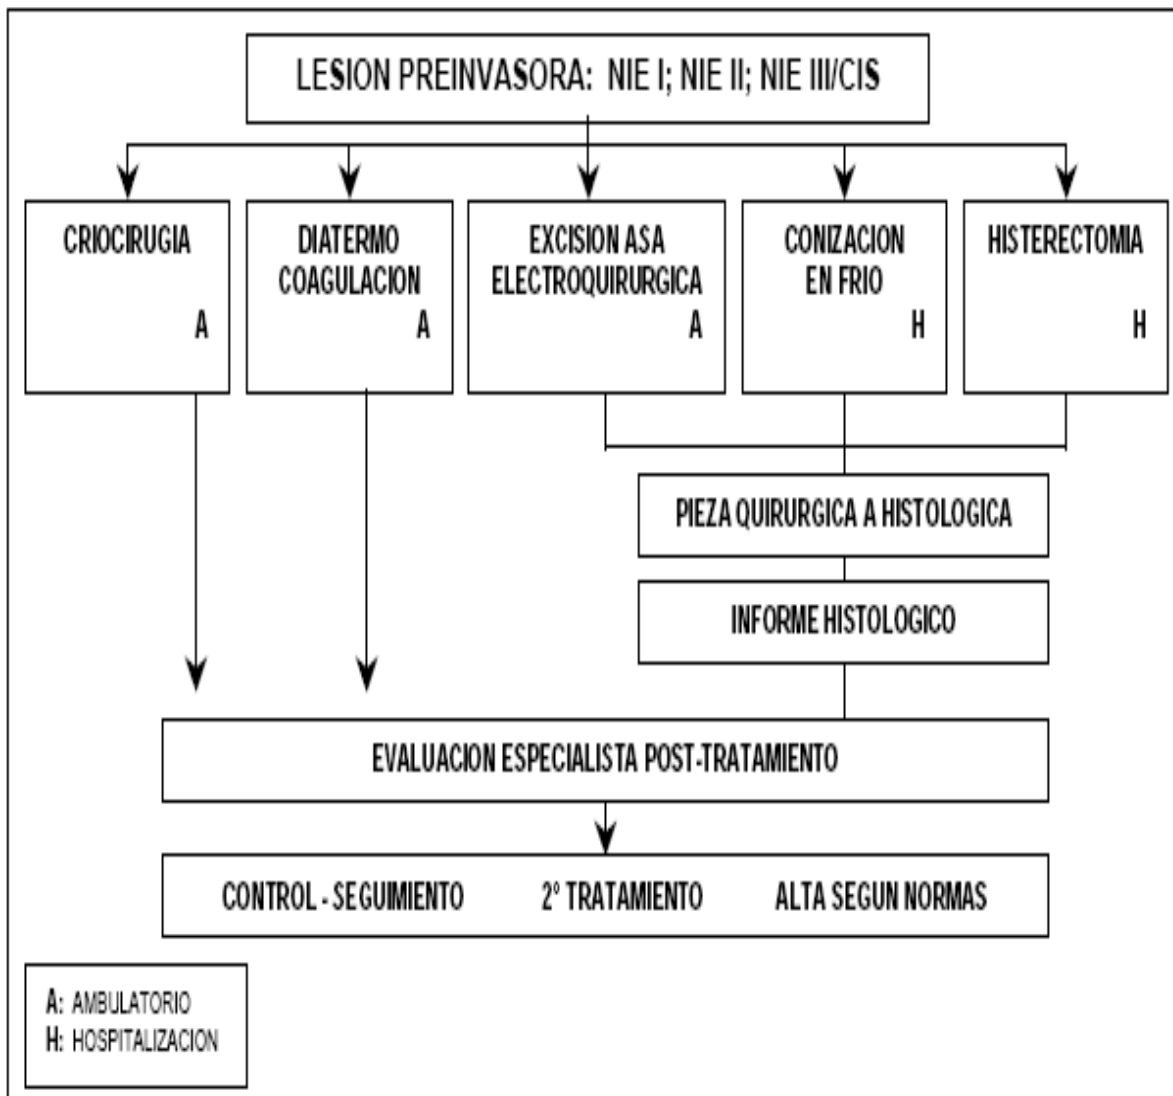 LESION PREINVASORA: NIE I; NIE II; NIE III/CIS
CRIOCIRUGIA
A
DIATERMO
COAGULACION
A
EXCISION ASA
ELECTROQUIRURGICA
A
CONIZACION
EN FRIO
H
HISTERECTOMIA
H
PIEZA QUIRURGICA A HISTOLOGICA
INFORME HISTOLOGICO
EVALUACION ESPECIALISTA POST-TRATAMIENTO
CONTROL - SEGUIMIENTO 2º TRATAMIENTO ALTA SEGUN NORMAS
A: AMBULATORIO
H: HOSPITALIZACION